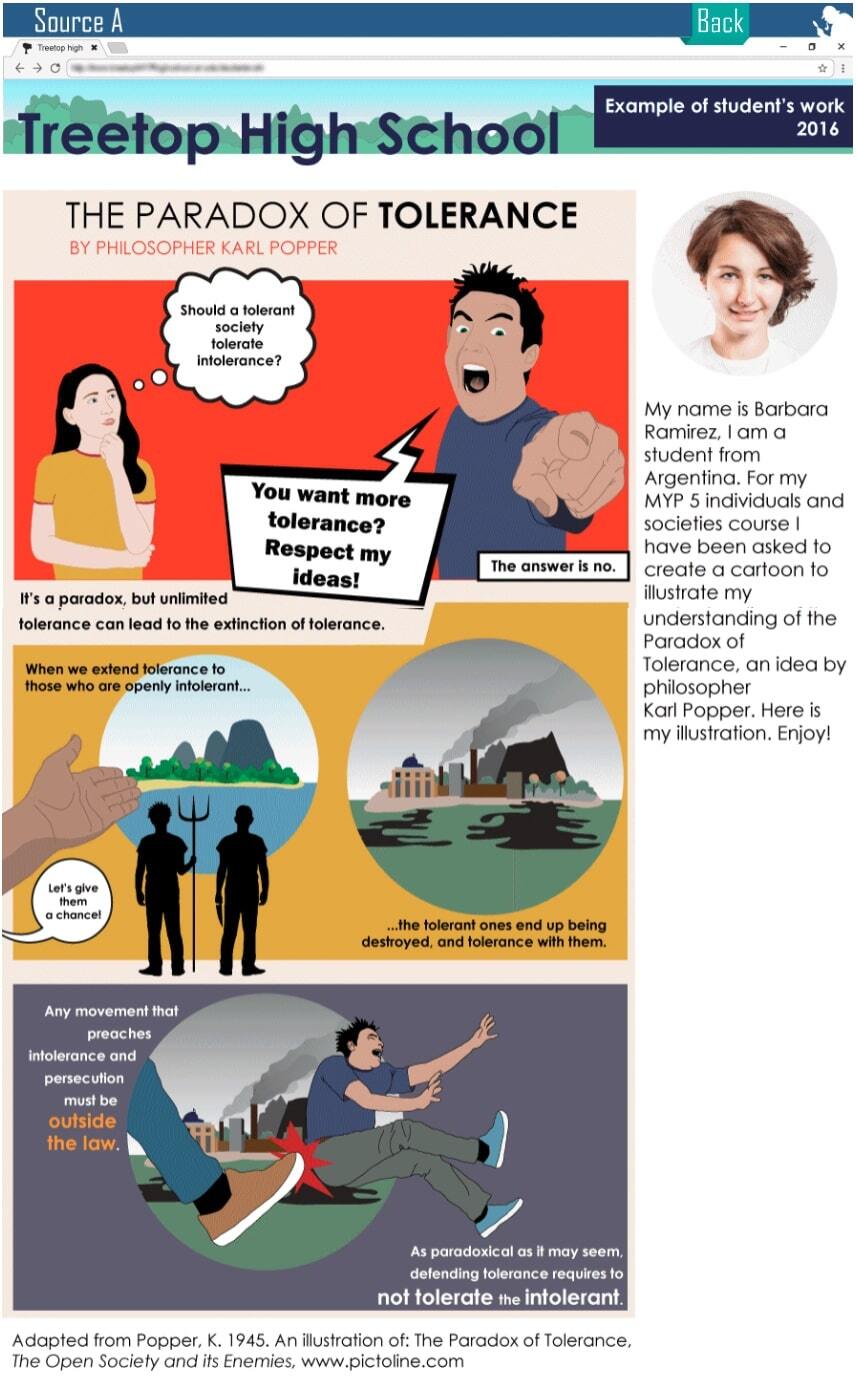 Source A
Back
Treetop high
Treetop High School
Example of student's work
2016
THE PARADOX OF TOLERANCE
BY PHILOSOPHER KARL POPPER
Should a tolerant
society
tolerate
intolerance?
You want more
tolerance?
Respect my
ideas!
The answer is no.
It's a paradox, but unlimited
tolerance can lead to the extinction of tolerance.
When we extend tolerance to
those who are openly intolerant...
Let's give
them
a chance!
...the tolerant ones end up being
destroyed, and tolerance with them.
Any movement that
preaches
intolerance and
persecution
must be
outside
the law.
As paradoxical as it may seem,
defending tolerance requires to
not tolerate the intolerant.
My name is Barbara
Ramirez, I am a
student from
Argentina. For my
MYP 5 individuals and
societies course I
have been asked to
create a cartoon to
illustrate my
understanding of the
Paradox of
Tolerance, an idea by
philosopher
Karl Popper. Here is
my illustration. Enjoy!
Adapted from Popper, K. 1945. An illustration of: The Paradox of Tolerance,
The Open Society and its Enemies, www.pictoline.com